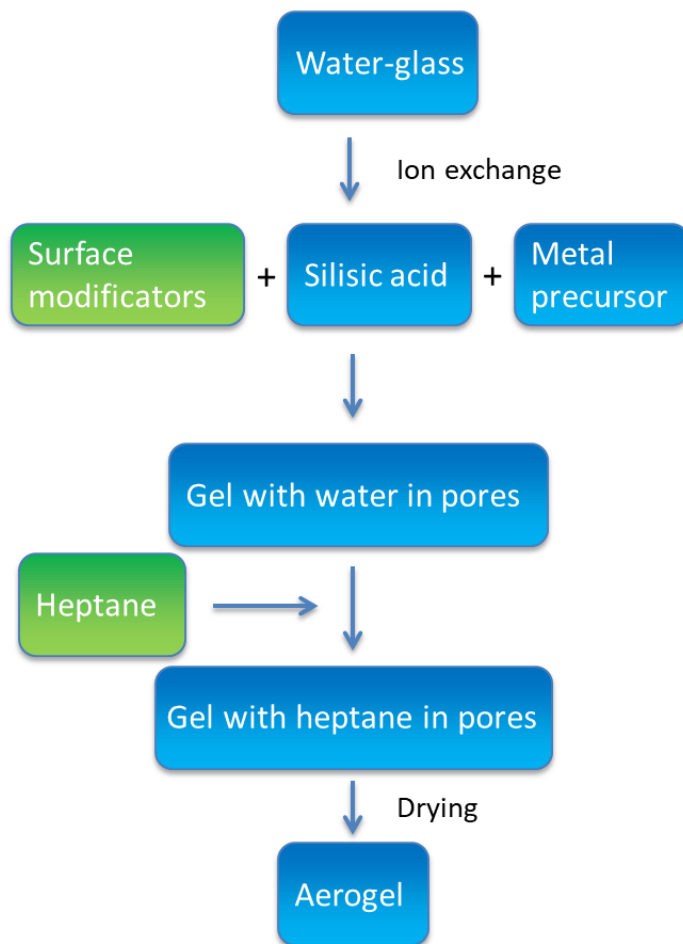 Water-glass
Ion exchange
Surface
modificators
+
Silisic acid
+
Metal
precursor
Gel with water in pores
Heptane
Gel with heptane in pores
Drying
Aerogel